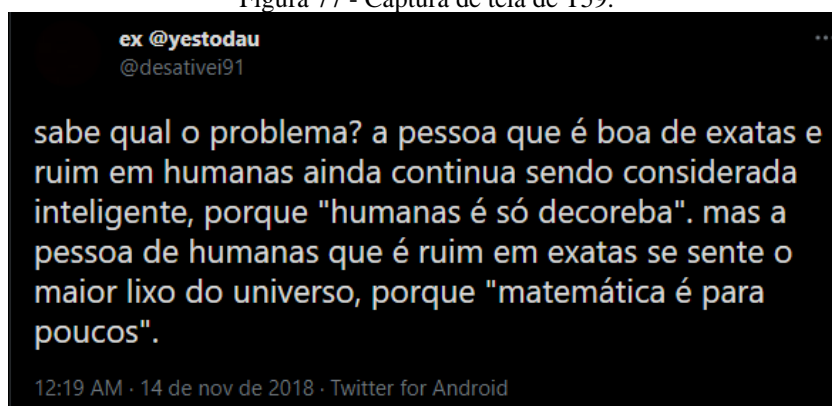 Figura 77 - Captura de tela de T59.
ex @yestodau
@desativei91
sabe qual o problema? a pessoa que é boa de exatas e
ruim em humanas ainda continua sendo considerada
inteligente, porque "humanas é só decoreba". mas a
pessoa de humanas que é ruim em exatas se sente o
maior lixo do universo, porque "matemática é para
poucos".
12:19 AM · 14 de nov de 2018 · Twitter for Android